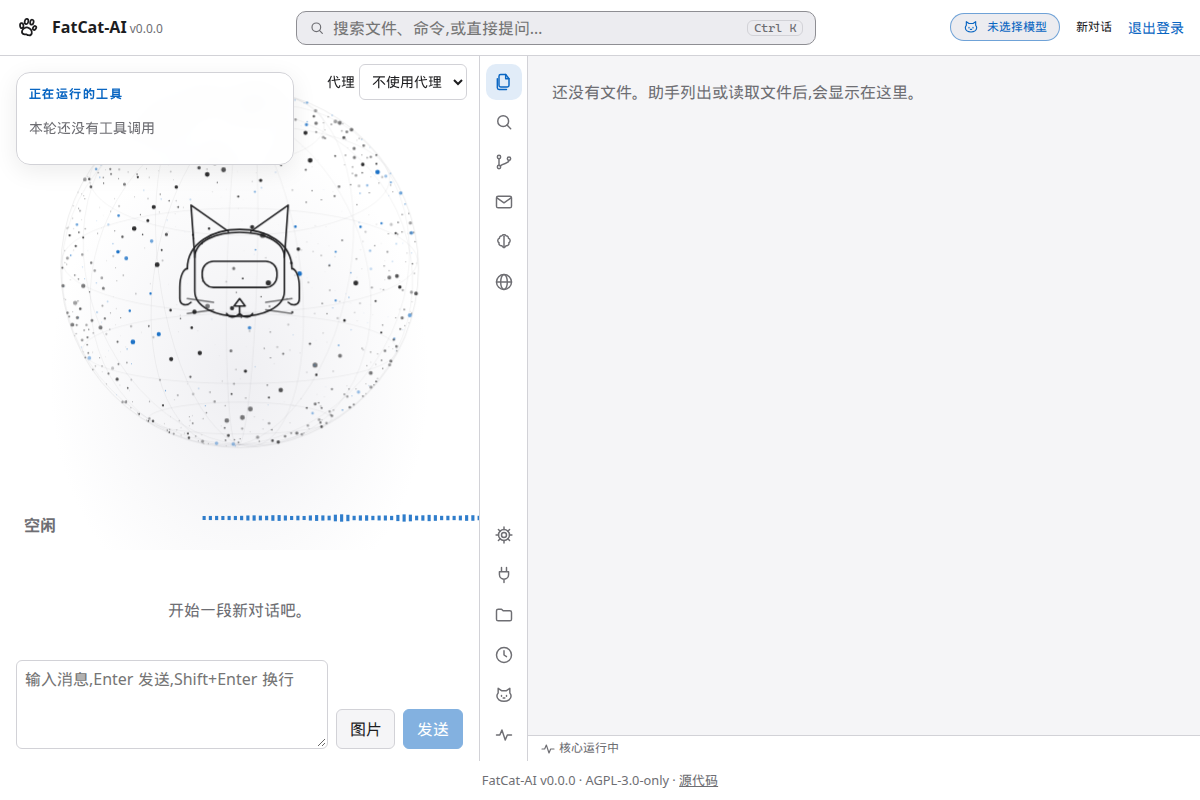 FatCat-AI v0.0.0
搜索文件、命令,或直接提问…
Ctrl K
未选择模型
新对话
退出登录
正在运行的工具
本轮还没有工具调用
代理
不使用代理
还没有文件。助手列出或读取文件后,会显示在这里。
空闲
开始一段新对话吧。
输入消息,Enter 发送,Shift+Enter 换行
图片
发送
核心运行中
FatCat-AI v0.0.0 · AGPL-3.0-only · 源代码